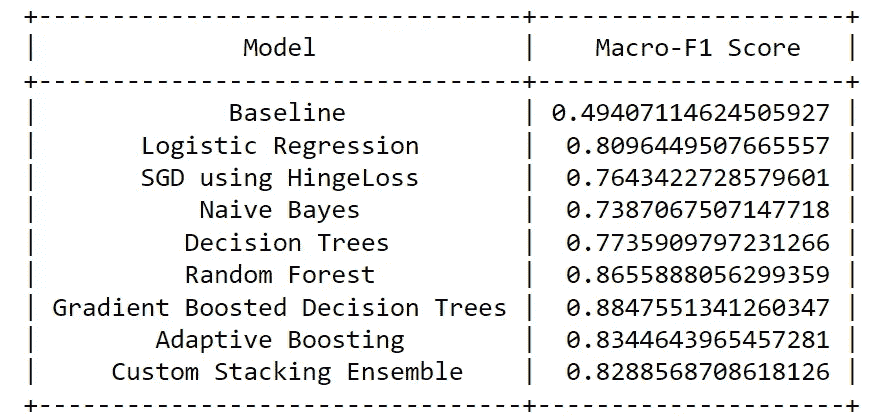 +---------------------------------+---------------------+
| Model | Macro-F1 Score |
+---------------------------------+---------------------+
| Baseline | 0.49407114624505927 |
| Logistic Regression | 0.8096449507665557 |
| SGD using HingeLoss | 0.7643422728579601 |
| Naive Bayes | 0.7387067507147718 |
| Decision Trees | 0.7735909797231266 |
| Random Forest | 0.8655888056299359 |
| Gradient Boosted Decision Trees | 0.8847551341260347 |
| Adaptive Boosting | 0.8344643965457281 |
| Custom Stacking Ensemble | 0.8288568708618126 |
+---------------------------------+---------------------+